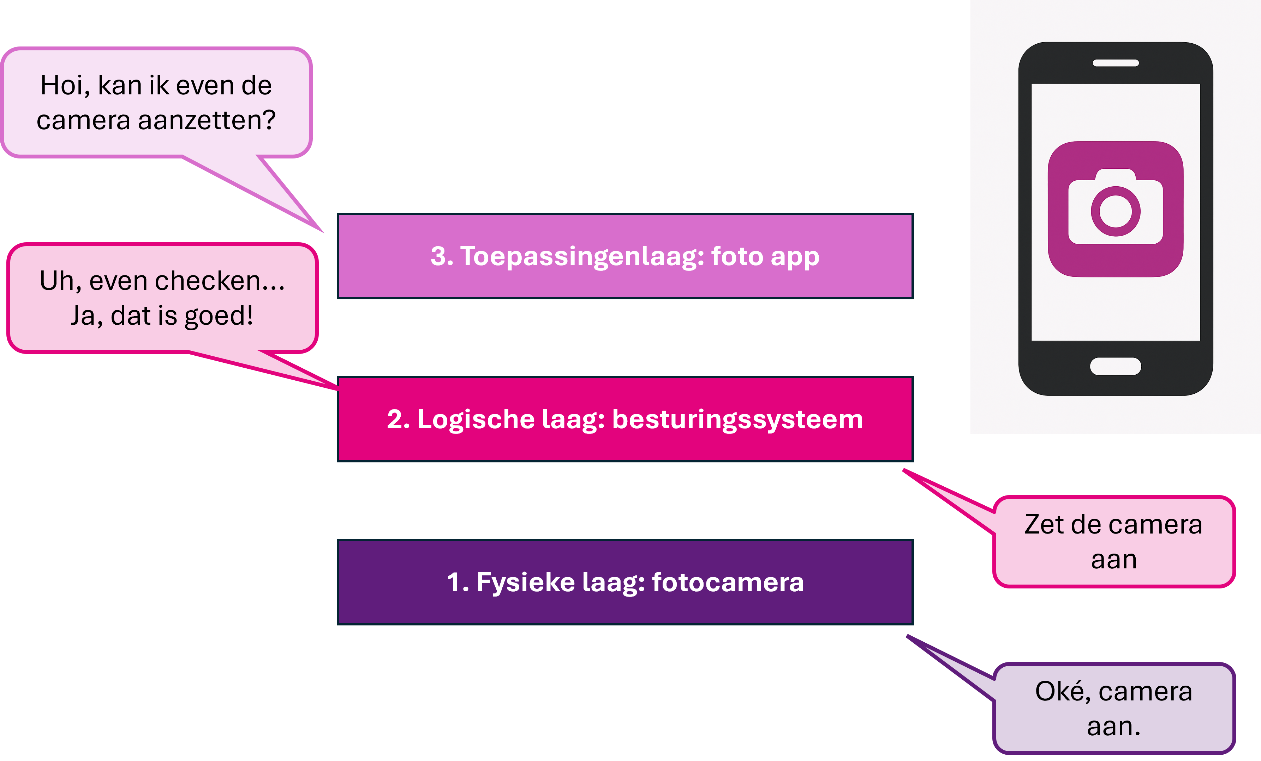 Hoi, kan ik even de
camera aanzetten?
3. Toepassingenlaag: foto app
Uh, even checken...
Ja, dat is goed!
2. Logische laag: besturingssysteem
Zet de camera
aan
1. Fysieke laag: fotocamera
Oké, camera
aan.